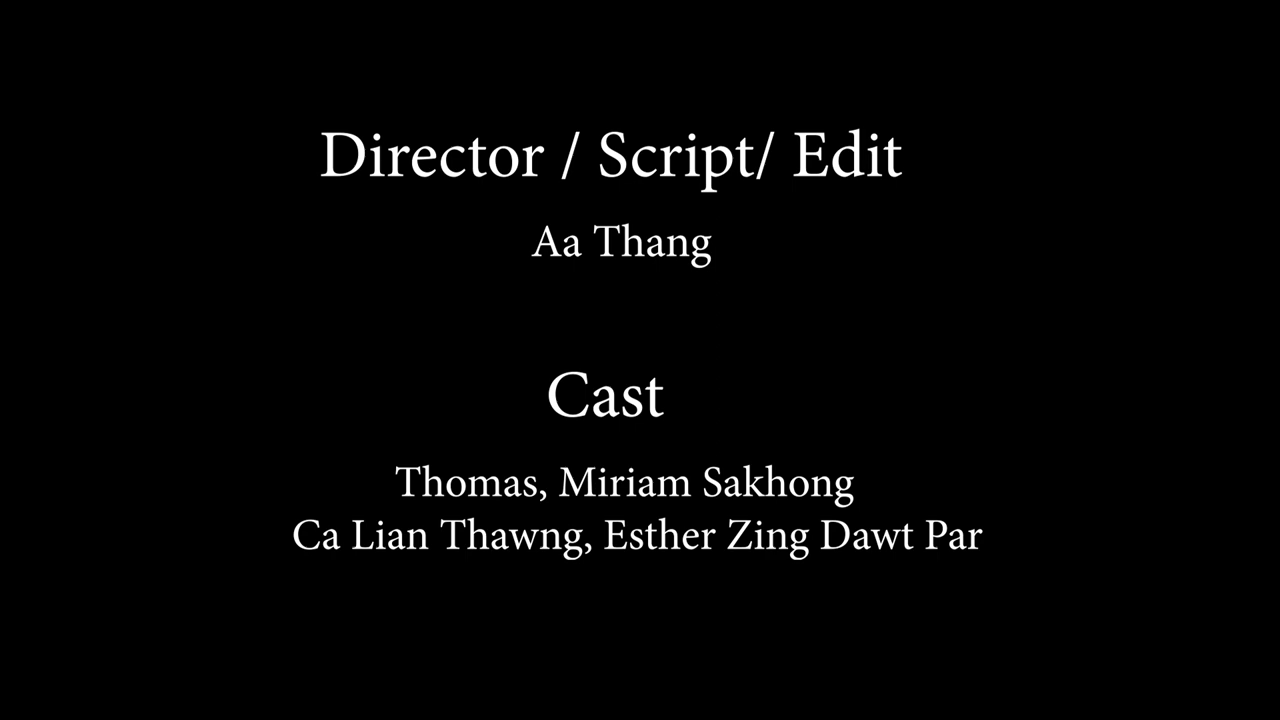 Director / Script/ Edit
Aa Thang
Cast
Thomas, Miriam Sakhong
Ca Lian Thawng, Esther Zing Dawt Par